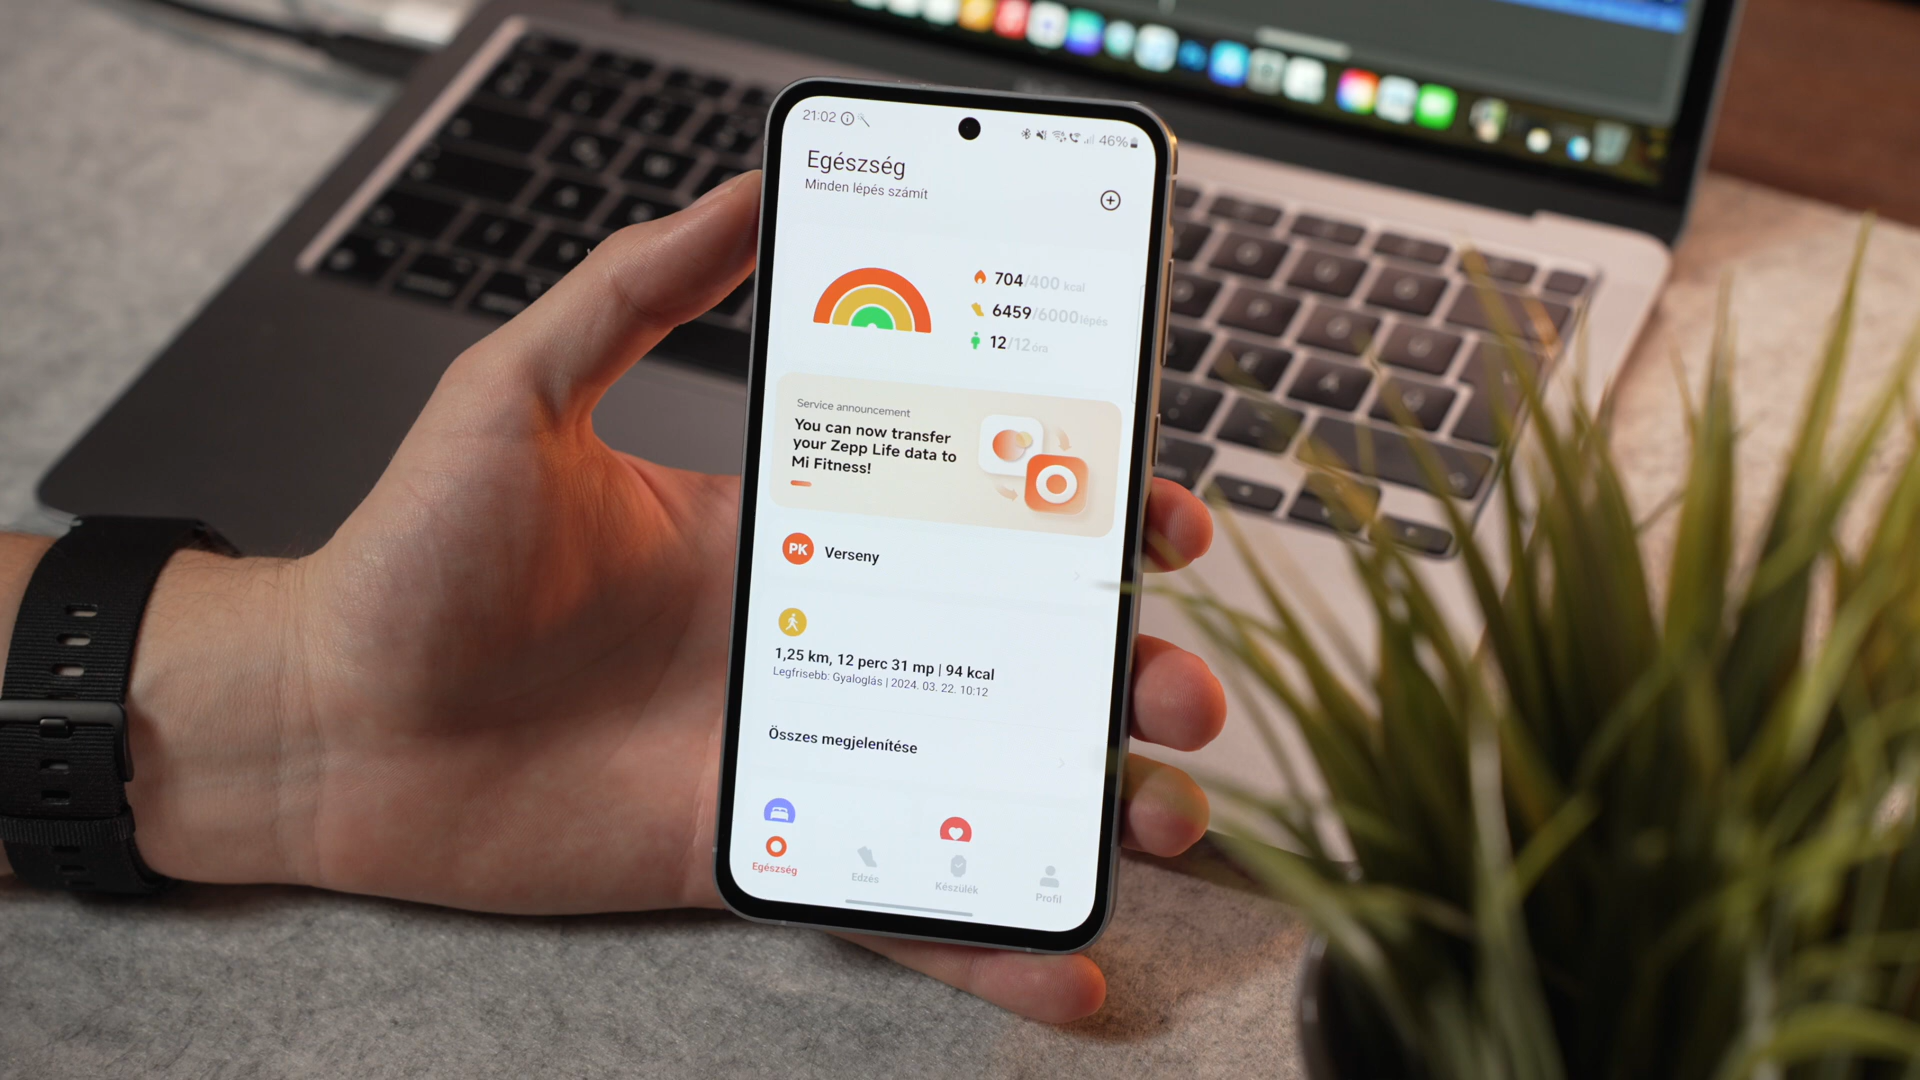 21:02
46%
Egészség
Minden lépés számít
704/400 kcal
6459/6000 lépés
12/12 óra
Service announcement
You can now transfer
your Zepp Life data to
Mi Fitness!
PK Verseny
1,25 km, 12 perc 31 mp | 94 kcal
Legfrisebb: Gyaloglás | 2024. 03. 22. 10:12
Összes megjelenítése
Egészség
Edzés
Készülék
Profil